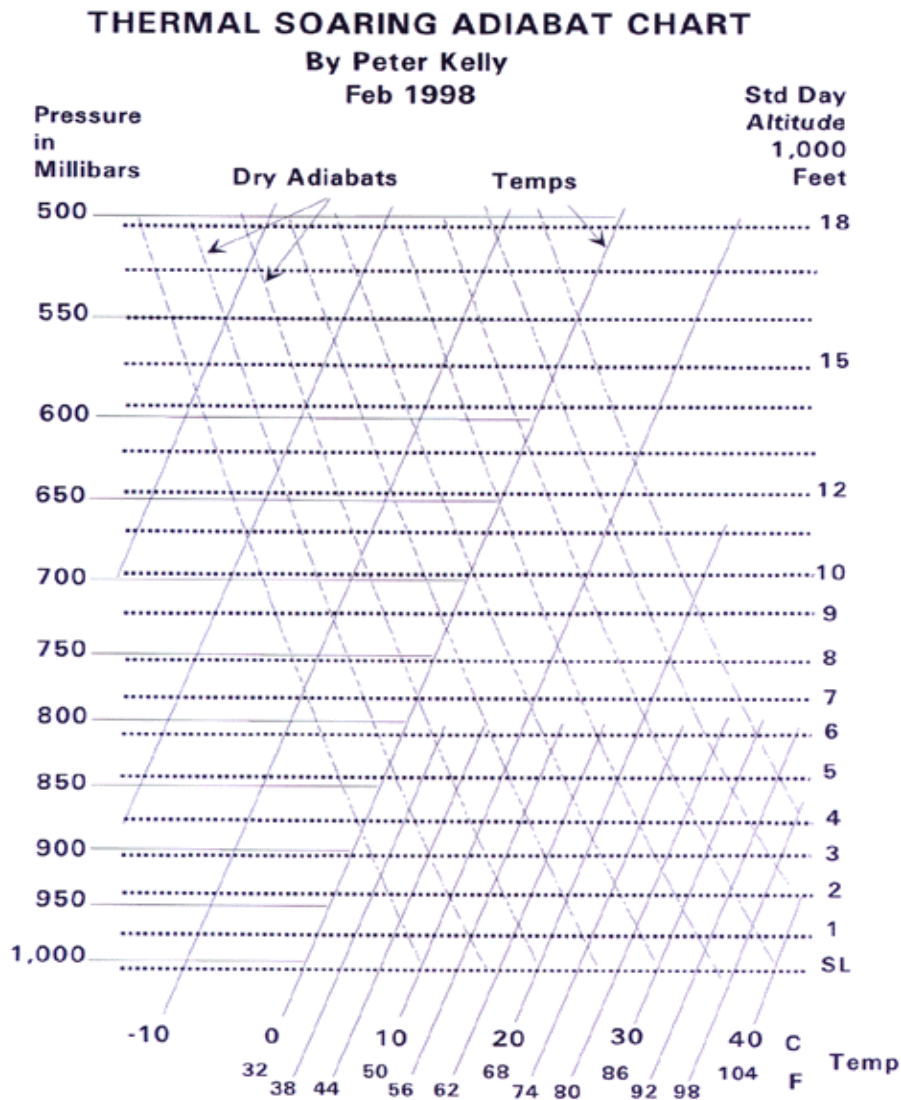 THERMAL SOARING ADIABAT CHART
By Peter Kelly
Feb 1998
Pressure
in
Millibars
Std Day
Altitude
1,000
Feet
Dry Adiabats
Temps
500
18
550
15
600
650
12
700
10
9
750
8
7
800
6
850
5
4
900
3
950
2
1
1,000
SL
-10 0 10 20 30 40 C
32 50 68 86 104 Temp
38 44 56 62 74 80 92 98 F